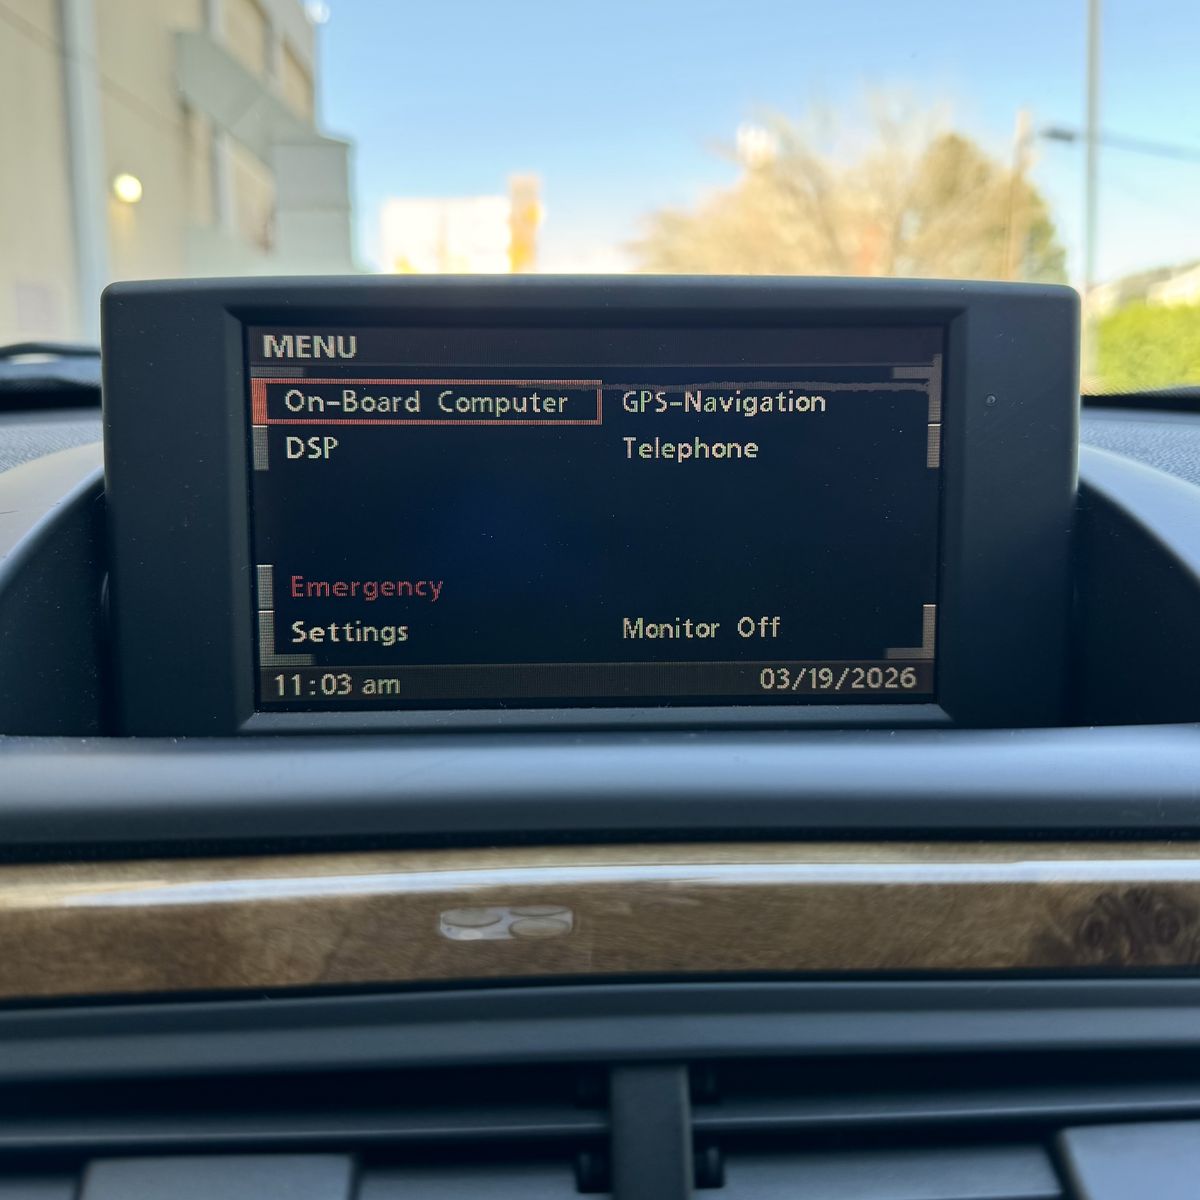 MENU
On-Board Computer GPS-Navigation
DSP Telephone
Emergency
Settings Monitor Off
11:03 am 03/19/2026